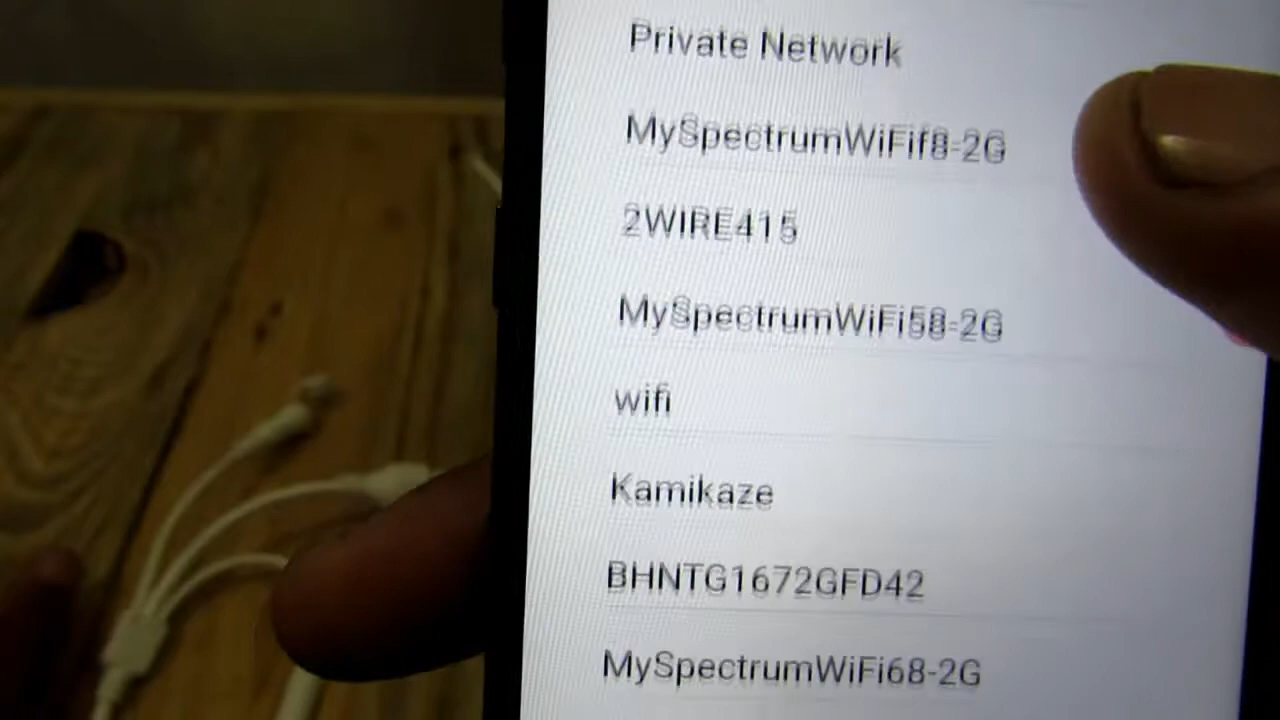 Private Network
MySpectrumWiFif8-2G
2WIRE415
MySpectrumWiFi58-2G
wifi
Kamikaze
BHNTG1672GFD42
MySpectrumWiFi68-2G